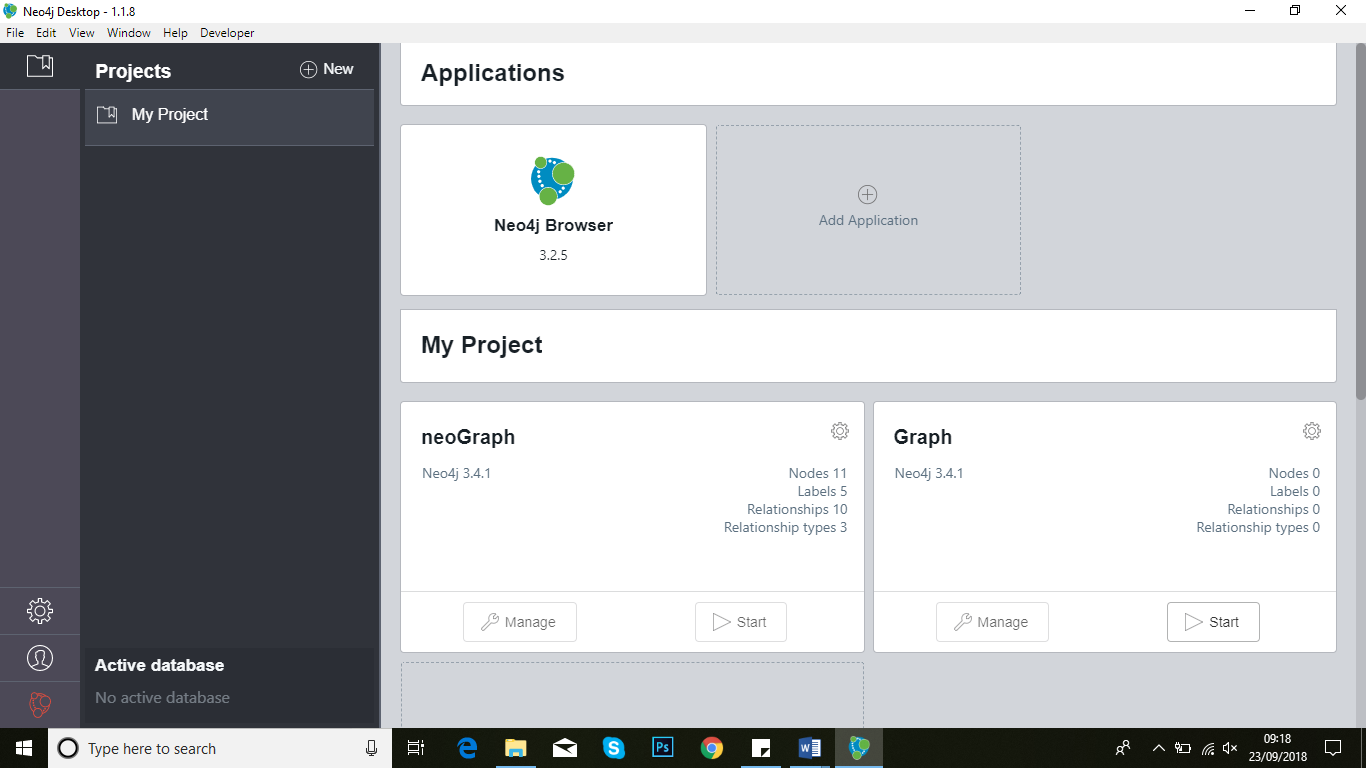 Neo4j Desktop - 1.1.8
File Edit View Window Help Developer
Projects
New
My Project
Active database
No active database
Applications
Neo4j Browser
3.2.5
Add Application
My Project
neoGraph
Neo4j 3.4.1
Nodes 11
Labels 5
Relationships 10
Relationship types 3
Manage
Start
Graph
Neo4j 3.4.1
Nodes 0
Labels 0
Relationships 0
Relationship types 0
Manage
Start
Type here to search
Ps
09:18
23/09/2018